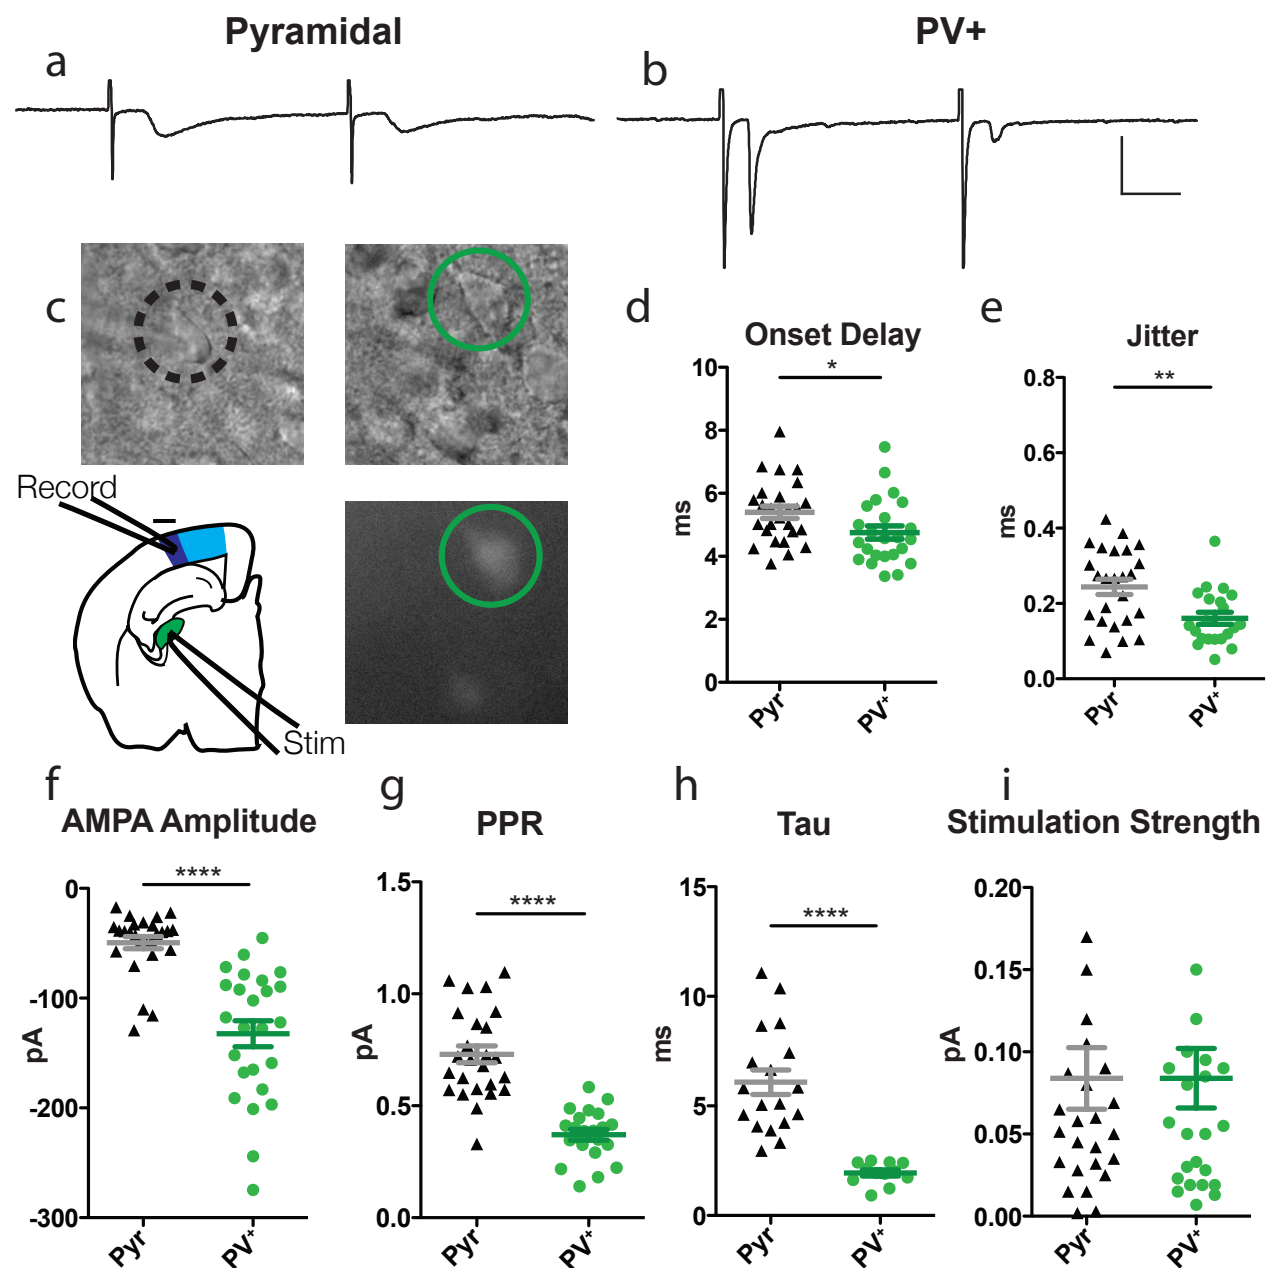 Pyramidal
PV+
a
b
c
Record
Stim
d
Onset Delay
*
10
8
6
4
2
0
ms
Pyr
PV+
e
Jitter
**
0.8
0.6
0.4
0.2
0.0
ms
Pyr
PV+
f
AMPA Amplitude
****
0
-100
-200
-300
pA
Pyr
PV+
g
PPR
****
1.5
1.0
0.5
0.0
pA
Pyr
PV+
h
Tau
****
15
10
5
0
ms
Pyr
PV+
i
Stimulation Strength
0.20
0.15
0.10
0.05
0.00
pA
Pyr
PV+